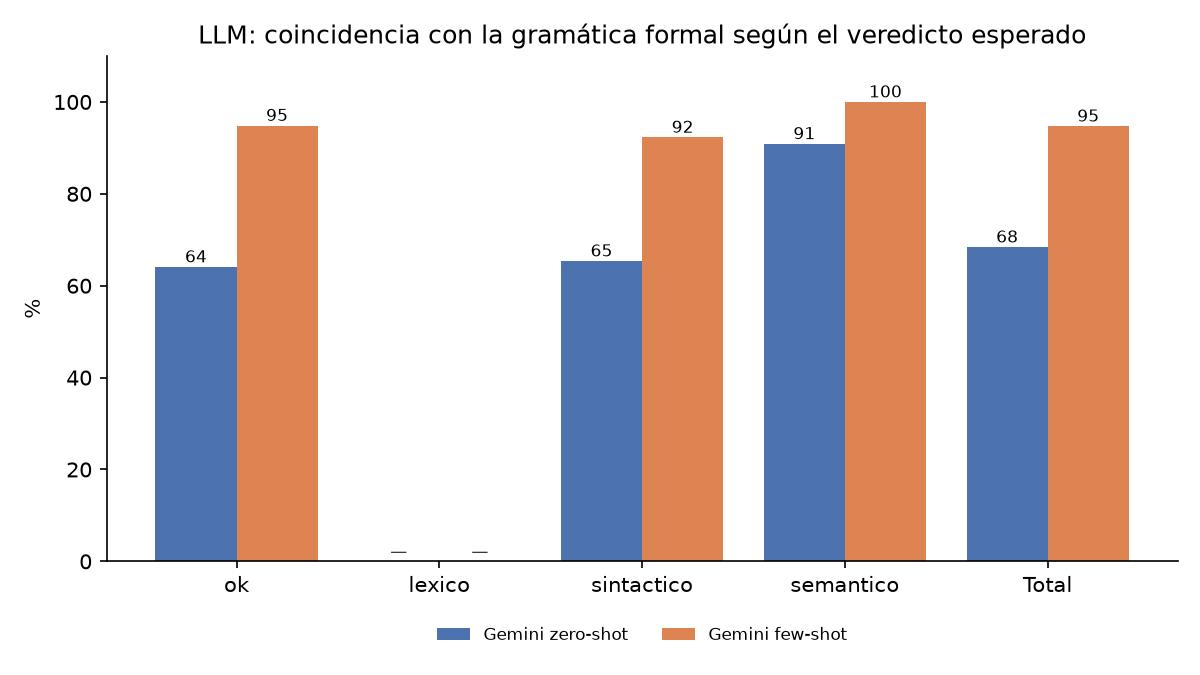 LLM: coincidencia con la gramática formal según el veredicto esperado
%
100
80
60
40
20
0
64
95
—
—
65
92
91
100
68
95
ok
lexico
sintactico
semantico
Total
Gemini zero-shot
Gemini few-shot